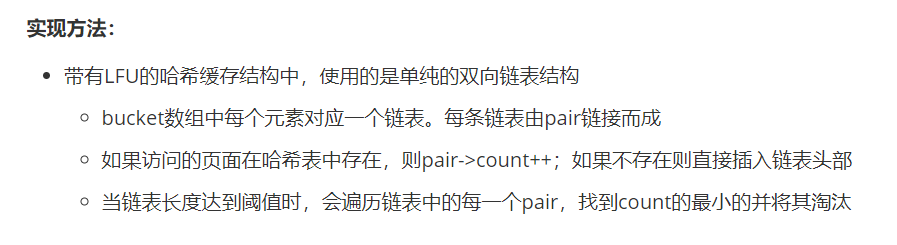 实现方法：
带有LFU的哈希缓存结构中，使用的是单纯的双向链表结构
bucket数组中每个元素对应一个链表。每条链表由pair链接而成
如果访问的页面在哈希表中存在，则pair->count++；如果不存在则直接插入链表头部
当链表长度达到阈值时，会遍历链表中的每一个pair，找到count的最小的并将其淘汰